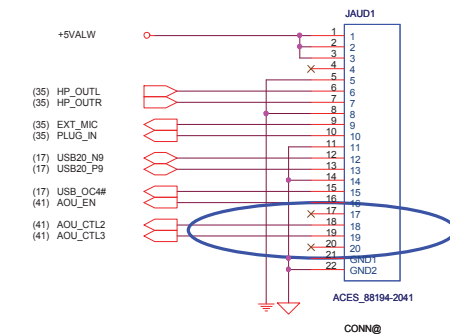 JAUD1
+5VALW
1 1
2 2
3 3
4 4
5 5
(35) HP_OUTL 6 6
(35) HP_OUTR 7 7
8 8
(35) EXT_MIC 9 9
(35) PLUG_IN 10 10
11 11
(17) USB20_N9 12 12
(17) USB20_P9 13 13
14 14
(17) USB_OC4# 15 15
(41) AOU_EN 16 16
17 17
(41) AOU_CTL2 18 18
(41) AOU_CTL3 19 19
20 20
21 GND1
22 GND2
ACES_88194-2041
CONN@